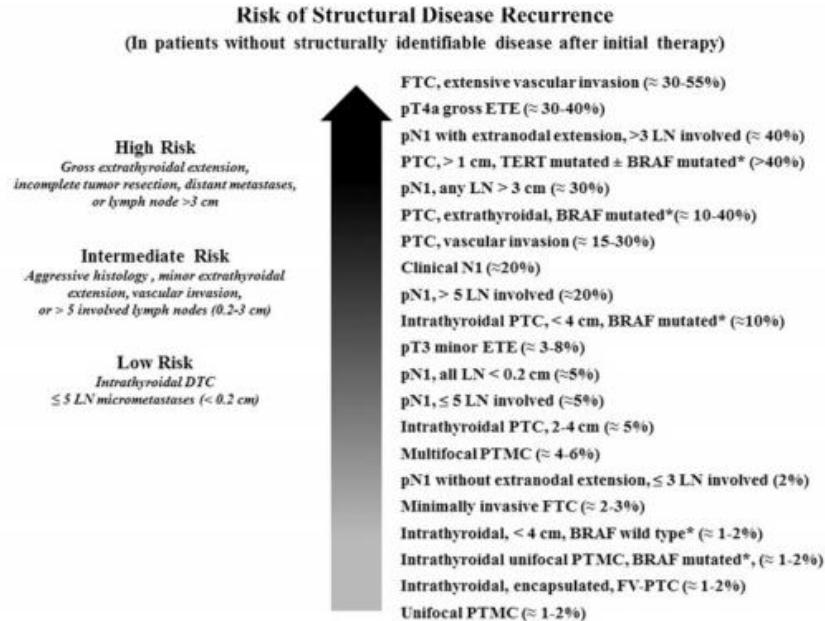 Risk of Structural Disease Recurrence
(In patients without structurally identifiable disease after initial therapy)
High Risk
Gross extrathyroidal extension,
incomplete tumor resection, distant metastases,
or lymph node >3 cm
Intermediate Risk
Aggressive histology , minor extrathyroidal
extension, vascular invasion,
or > 5 involved lymph nodes (0.2-3 cm)
Low Risk
Intrathyroidal DTC
≤ 5 LN micrometastases (< 0.2 cm)
FTC, extensive vascular invasion (≈ 30-55%)
pT4a gross ETE (≈ 30-40%)
pN1 with extranodal extension, >3 LN involved (≈ 40%)
PTC, > 1 cm, TERT mutated ± BRAF mutated* (>40%)
pN1, any LN > 3 cm (≈ 30%)
PTC, extrathyroidal, BRAF mutated*(≈ 10-40%)
PTC, vascular invasion (≈ 15-30%)
Clinical N1 (≈20%)
pN1, > 5 LN involved (≈20%)
Intrathyroidal PTC, < 4 cm, BRAF mutated* (≈10%)
pT3 minor ETE (≈ 3-8%)
pN1, all LN < 0.2 cm (≈5%)
pN1, ≤ 5 LN involved (≈5%)
Intrathyroidal PTC, 2-4 cm (≈ 5%)
Multifocal PTMC (≈ 4-6%)
pN1 without extranodal extension, ≤ 3 LN involved (2%)
Minimally invasive FTC (≈ 2-3%)
Intrathyroidal, < 4 cm, BRAF wild type* (≈ 1-2%)
Intrathyroidal unifocal PTMC, BRAF mutated*, (≈ 1-2%)
Intrathyroidal, encapsulated, FV-PTC (≈ 1-2%)
Unifocal PTMC (≈ 1-2%)